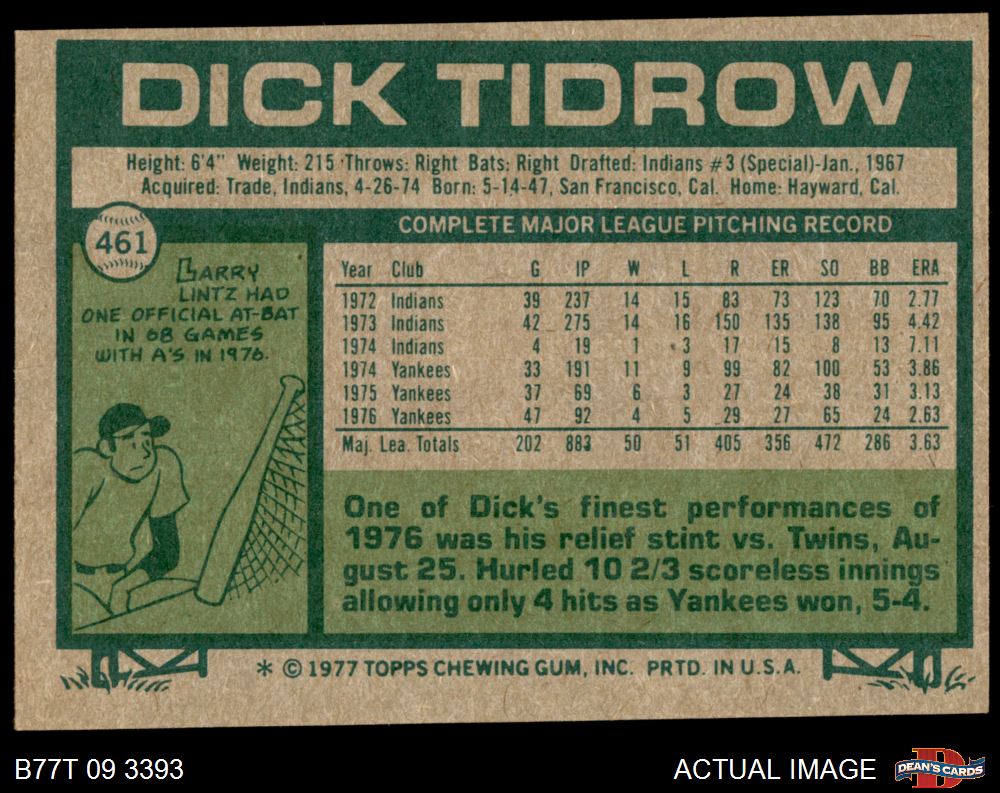 DICK TIDROW
Height: 6'4" Weight: 215 Throws: Right Bats: Right Drafted: Indians #3 (Special)-Jan., 1967
Acquired: Trade, Indians, 4-26-74 Born: 5-14-47, San Francisco, Cal. Home: Hayward, Cal.
461
LARRY
LINTZ HAD
ONE OFFICIAL AT-BAT
IN 68 GAMES
WITH A'S IN 1976.
COMPLETE MAJOR LEAGUE PITCHING RECORD
Year Club G IP W L R ER SO BB ERA
1972 Indians 39 237 14 15 83 73 123 70 2.77
1973 Indians 42 275 14 16 150 135 138 95 4.42
1974 Indians 4 19 1 3 17 15 8 13 7.11
1974 Yankees 33 191 11 9 99 82 100 53 3.86
1975 Yankees 37 69 6 3 27 24 38 31 3.13
1976 Yankees 47 92 4 5 29 27 65 24 2.63
Maj. Lea. Totals 202 883 50 51 405 356 472 286 3.63
One of Dick's finest performances of
1976 was his relief stint vs. Twins, Au-
gust 25. Hurled 10 2/3 scoreless innings
allowing only 4 hits as Yankees won, 5-4.
* © 1977 TOPPS CHEWING GUM, INC. PRTD. IN U.S.A.
B77T 09 3393
ACTUAL IMAGE
DEAN'S CARDS